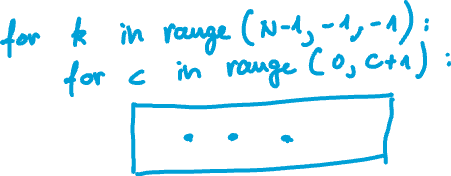 for k in range (N-1, -1, -1):
for c in range (0, C+1):
...